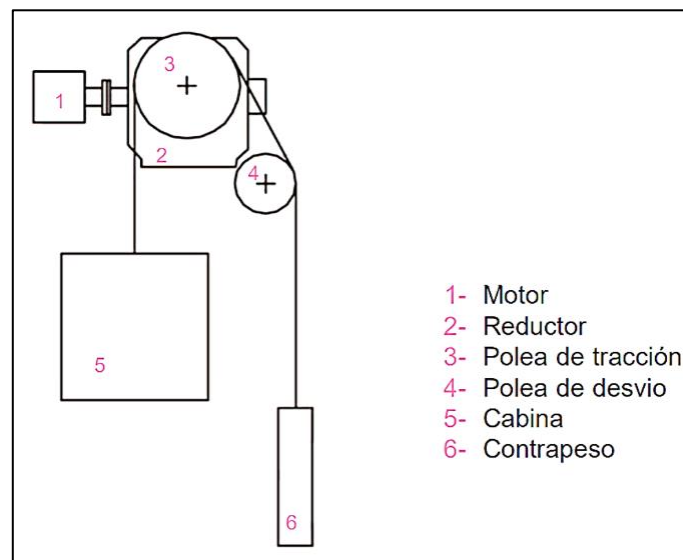 3
1
2
4
5
6
1- Motor
2- Reductor
3- Polea de tracción
4- Polea de desvio
5- Cabina
6- Contrapeso